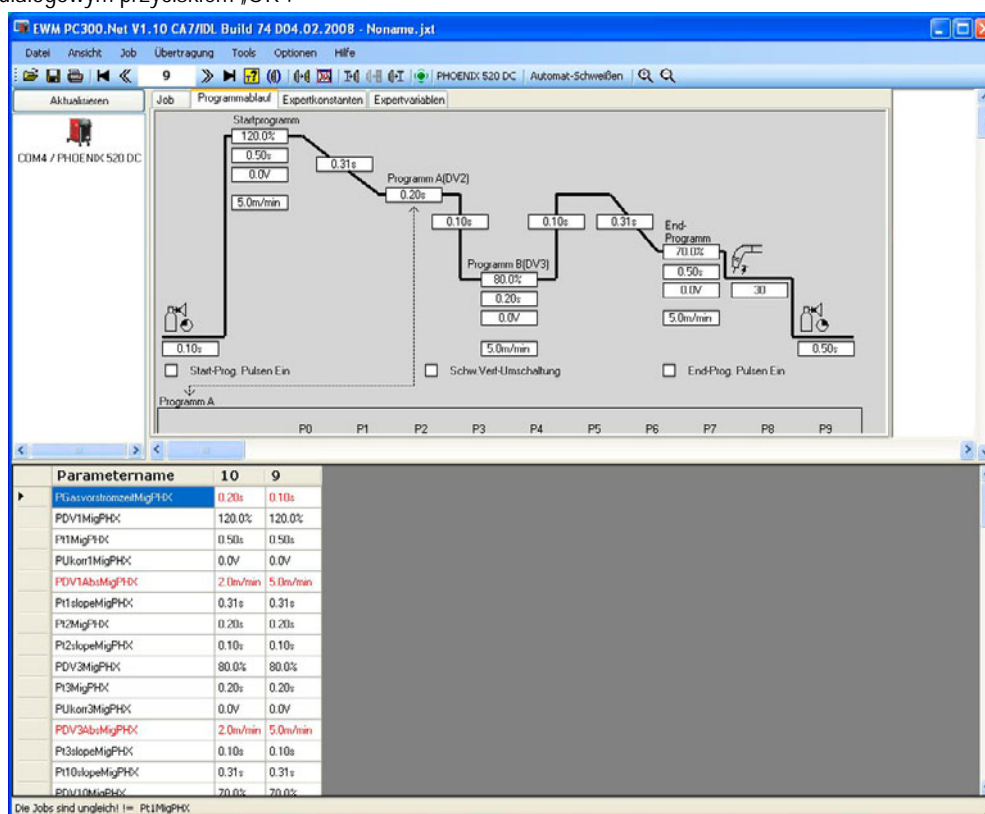 dialogowym przyciskiem „OK”.
EWM PC300.Net V1.10 CA7/IDL Build 74 D04.02.2008 - Noname.jxt
Datei Ansicht Job Übertragung Tools Optionen Hilfe
9 PHOENIX 520 DC Automat-Schweißen
Aktualisieren
COM4 / PHOENIX 520 DC
Job Programmablauf Expertkonstanten Expertvariablen
Startprogramm
120.0%
0.50s
0.0V
5.0m/min
0.31s
Programm A(DV2)
0.20s
0.10s
Programm B(DV3)
80.0%
0.20s
0.0V
5.0m/min
0.10s
0.31s
End-
Programm
70.0%
0.50s
0.0V
5.0m/min
30
0.10s
0.50s
Start-Prog. Pulsen Ein
Schw.Verf-Umschaltung
End-Prog. Pulsen Ein
Programm A
P0 P1 P2 P3 P4 P5 P6 P7 P8 P9
Parametername 10 9
PGasvorstromzeitMigPHX 0.20s 0.10s
PDV1MigPHX 120.0% 120.0%
Pt1MigPHX 0.50s 0.50s
PUkorr1MigPHX 0.0V 0.0V
PDV1AbsMigPHX 2.0m/min 5.0m/min
Pt1slopeMigPHX 0.31s 0.31s
Pt2MigPHX 0.20s 0.20s
Pt2slopeMigPHX 0.10s 0.10s
PDV3MigPHX 80.0% 80.0%
Pt3MigPHX 0.20s 0.20s
PUkorr3MigPHX 0.0V 0.0V
PDV3AbsMigPHX 2.0m/min 5.0m/min
Pt3slopeMigPHX 0.10s 0.10s
Pt10slopeMigPHX 0.31s 0.31s
PDV10MigPHX 70.0% 70.0%
Die Jobs sind ungleich! != Pt1MigPHX